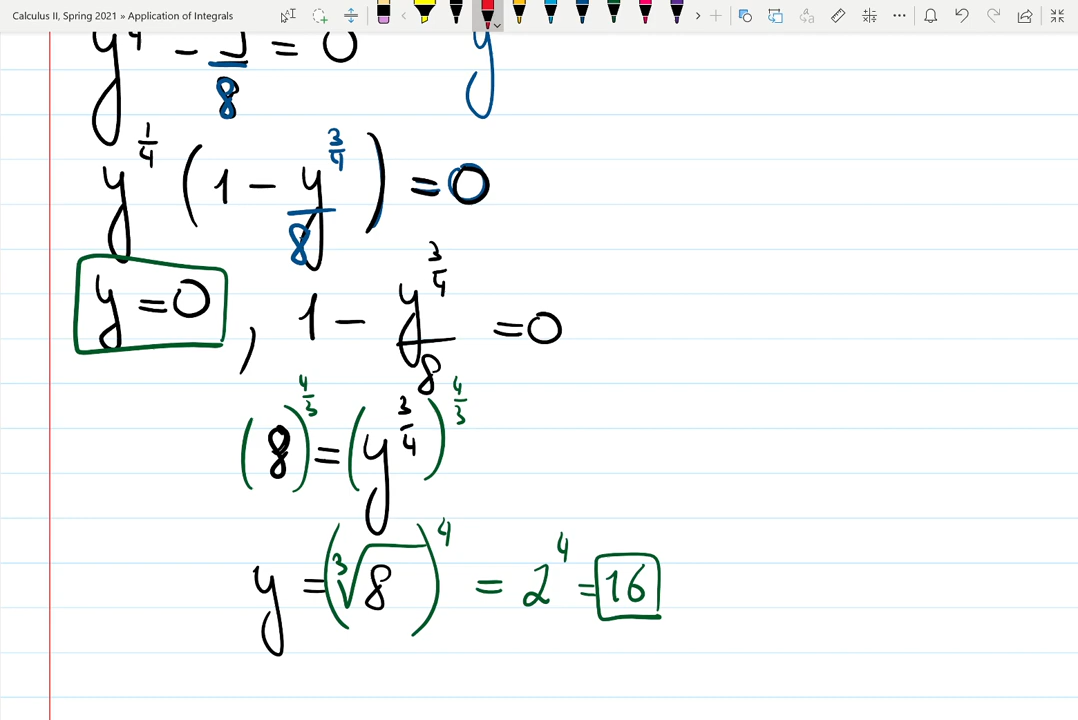 Calculus II, Spring 2021 » Application of Integrals
y^{1/4} (1 - y^{3/4}/8) = 0
y = 0, 1 - y^{3/4}/8 = 0
(8)^{4/3} = (y^{3/4})^{4/3}
y = (∛8)^4 = 2^4 = 16